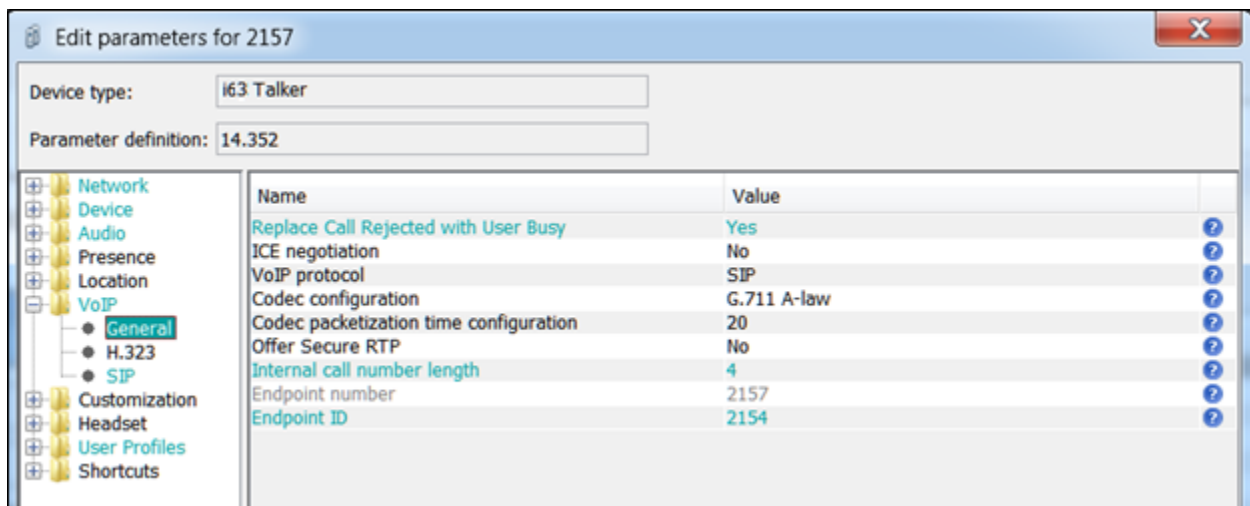 Edit parameters for 2157
Device type: i63 Talker
Parameter definition: 14.352
Network
Device
Audio
Presence
Location
VoIP
General
H.323
SIP
Customization
Headset
User Profiles
Shortcuts
Name Value
Replace Call Rejected with User Busy Yes
ICE negotiation No
VoIP protocol SIP
Codec configuration G.711 A-law
Codec packetization time configuration 20
Offer Secure RTP No
Internal call number length 4
Endpoint number 2157
Endpoint ID 2154